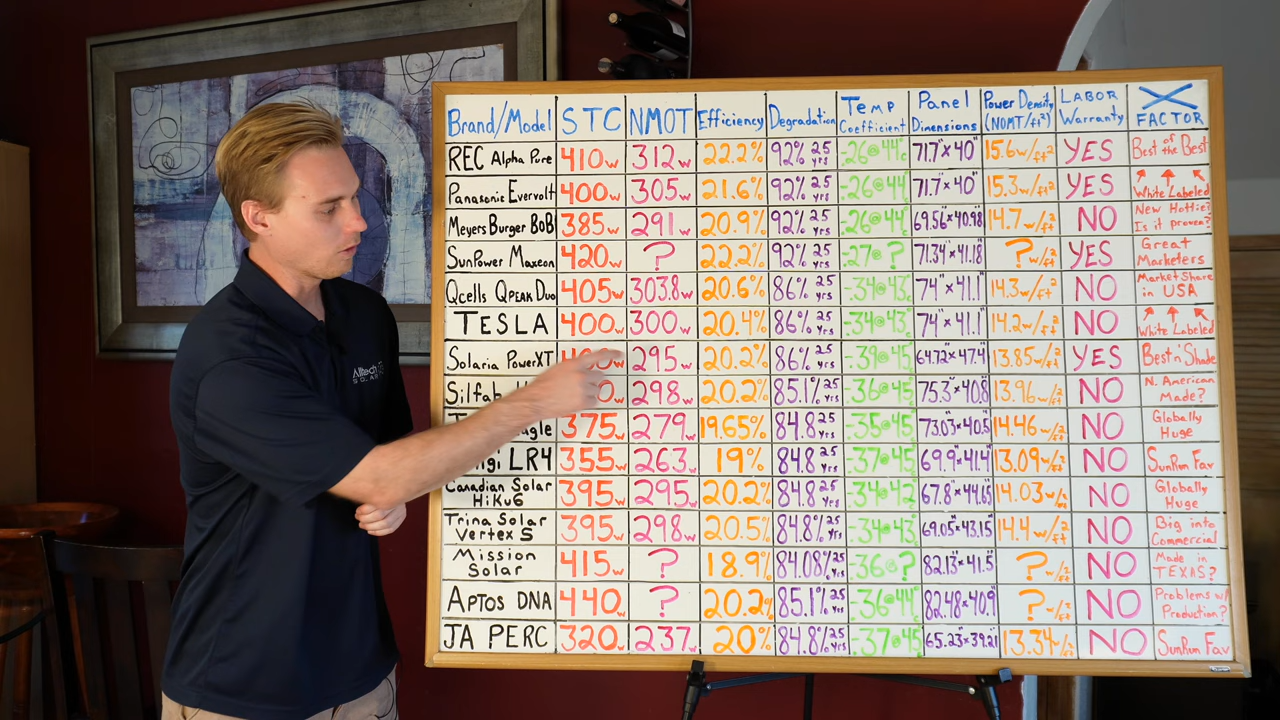 Brand/Model STC NMOT Efficiency Degradation Temp Coefficient Panel Dimensions Power Density (NOMT/ft²) LABOR Warranty X FACTOR
REC Alpha Pure 410w 312w 22.2% 92% 25 yrs -.26@44°c 71.7"x40" 15.6w/ft² YES Best of the Best
Panasonic Evervolt 400w 305w 21.6% 92% 25 yrs -.26@44° 71.7"x40" 15.3w/ft² YES White Labeled
Meyers Burger BOB 385w 291w 20.9% 92% 25 yrs -.26@44° 69.56"x40.98 14.7w/ft² NO New Hottie? Is it proven?
SunPower Maxeon 420w ? 22.2% 92% 25 yrs -.27@? 71.34"x41.18" ?w/ft² YES Great Marketers
Qcells QPEAK Duo 405w 303.8w 20.6% 86% 25 yrs -.34@43° 74"x41.1" 14.3w/ft² NO Market Share in USA
TESLA 400w 300w 20.4% 86% 25 yrs -.34@43° 74"x41.1" 14.2w/ft² NO White Labeled
Solaria PowerXT w 295w 20.2% 86% 25 yrs -.39@45 64.72"x47.4" 13.85w/ft² YES Best in Shade
Silfab 298w 20.2% 85.1% 25 yrs -.36@45° 75.3"x40.8 13.96w/ft² NO N. American Made?
375w 279w 19.65% 84.8 25 yrs -.35@45 73.03"x40.5 14.46w/ft² NO Globally Huge
LR4 355w 263w 19% 84.8 25 yrs -.37@45 69.9"x41.4" 13.09w/ft² NO SunRun Fav
Canadian Solar HiKu6 395w 295w 20.2% 84.8 25 yrs -.34@42 67.8"x44.65 14.03w/ft² NO Globally Huge
Trina Solar Vertex S 395w 298w 20.5% 84.8% 25 yrs -.34@43° 69.05"x43.15" 14.4w/ft² NO Big into Commercial
Mission Solar 415w ? 18.9% 84.08% 25 yrs -.36@? 82.13"x41.5" ?w/ft² NO Made in TEXAS?
APTOS DNA 440w ? 20.2% 85.1% 25 yrs -.36@44° 82.48"x40.9" ?-/ft² NO Problems w/ Production?
JA PERC 320w 237w 20% 84.8% 25 yrs -.37@45 65.23"x39.21" 13.34w/ft² NO SunRun Fav
Alltech
SOLAR